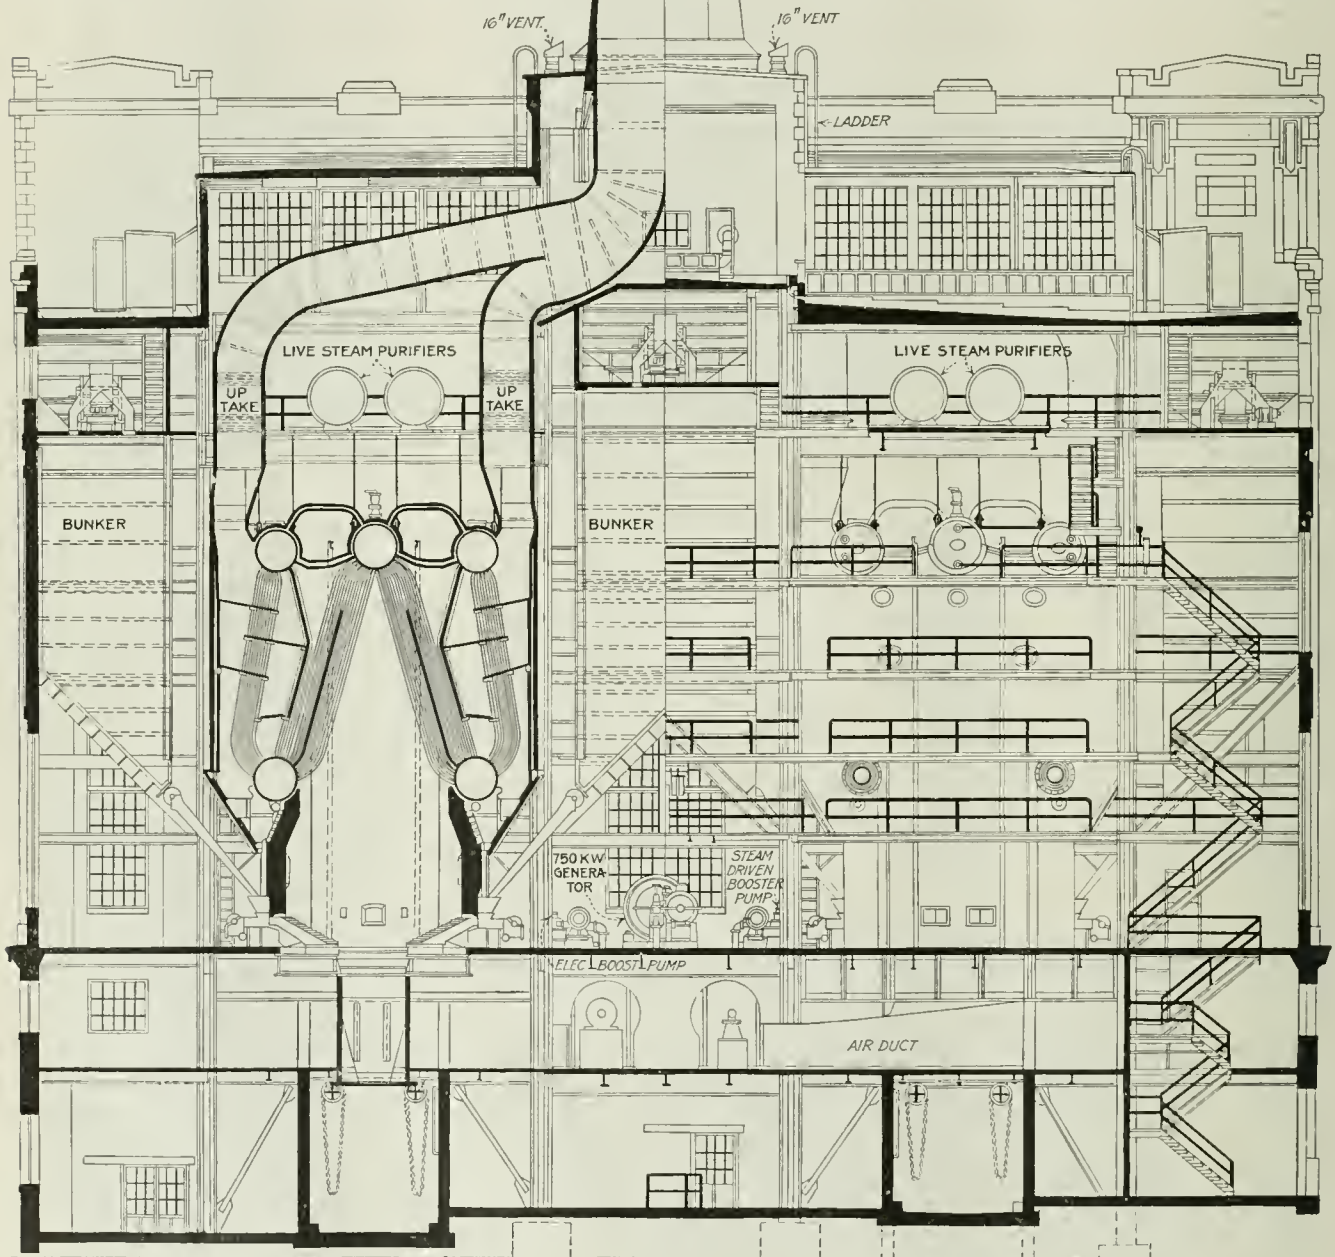 16" VENT.
16" VENT
LADDER
LIVE STEAM PURIFIERS
LIVE STEAM PURIFIERS
UP
TAKE
UP
TAKE
BUNKER
BUNKER
750 KW
GENERA-
TOR
STEAM
DRIVEN
BOOSTER
PUMP
ELEC BOOST PUMP
AIR DUCT